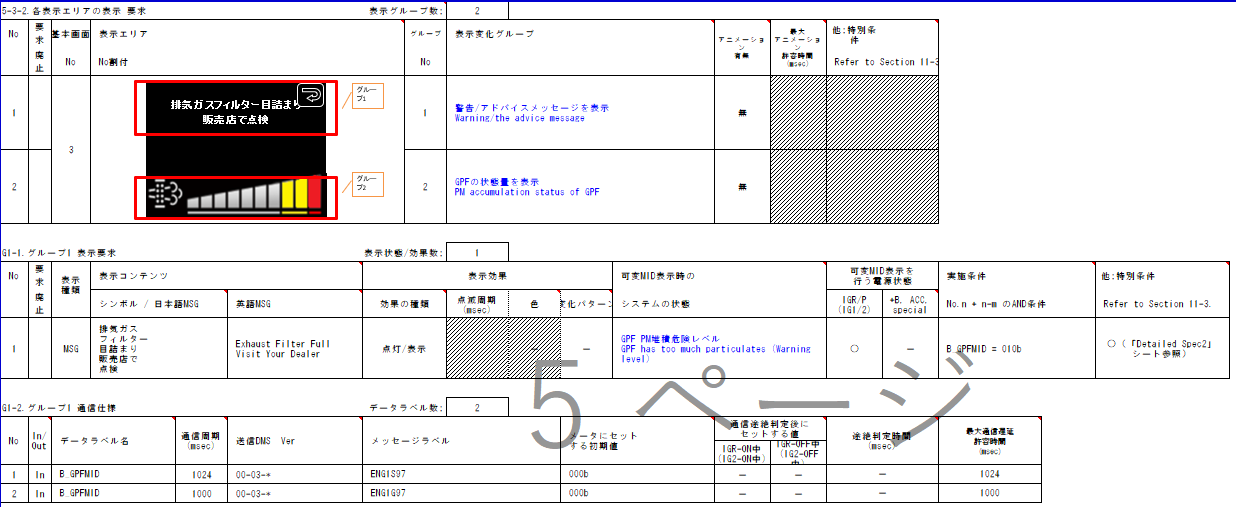 5-3-2.各表示エリアの表示 要求 表示グループ数: 2
No 要求廃止 基本画面 No 表示エリア No割付 グループ No 表示変化グループ アニメーション有無 最大アニメーション許容時間(msec) 他:特別条件 Refer to Section II-3
1 3 排気ガスフィルター目詰まり 販売店で点検 グループ1 1 警告/アドバイスメッセージを表示 無
Warning/the advice message
2 グループ2 2 GPFの状態量を表示 無
PM accumulation status of GPF
G1-1.グループ1 表示要求 表示状態/効果数: 1
No 要求廃止 表示種類 表示コンテンツ 表示効果 可変MID表示時の システムの状態 可変MID表示を行う電源状態 実施条件 他:特別条件
シンボル / 日本語MSG 英語MSG 効果の種類 点滅周期(msec) 色 変化パターン IGR/P (IG1/2) +B. ACC. special No.n + n-m のAND条件 Refer to Section II-3.
1 MSG 排気ガスフィルター目詰まり販売店で点検 Exhaust Filter Full Visit Your Dealer 点灯/表示 － － GPF PM堆積危険レベル ○ － B_GPFMID = 010b ○（「Detailed Spec2」シート参照）
GPF has too much particulates (Warning level)
5 ページ
G1-2.グループ1 通信仕様 データラベル数: 2
No In/Out データラベル名 通信周期(msec) 送信DMS Ver メッセージラベル メータにセットする初期値 通信途絶判定後にセットする値 途絶判定時間(msec) 最大通信遅延許容時間(msec)
IGR-ON中 (IG2-ON中) IGR-OFF中 (IG2-OFF中)
1 In B_GPFMID 1024 00-03-* ENG1S97 000b － － － 1024
2 In B_GPFMID 1000 00-03-* ENG1G97 000b － － － 1000